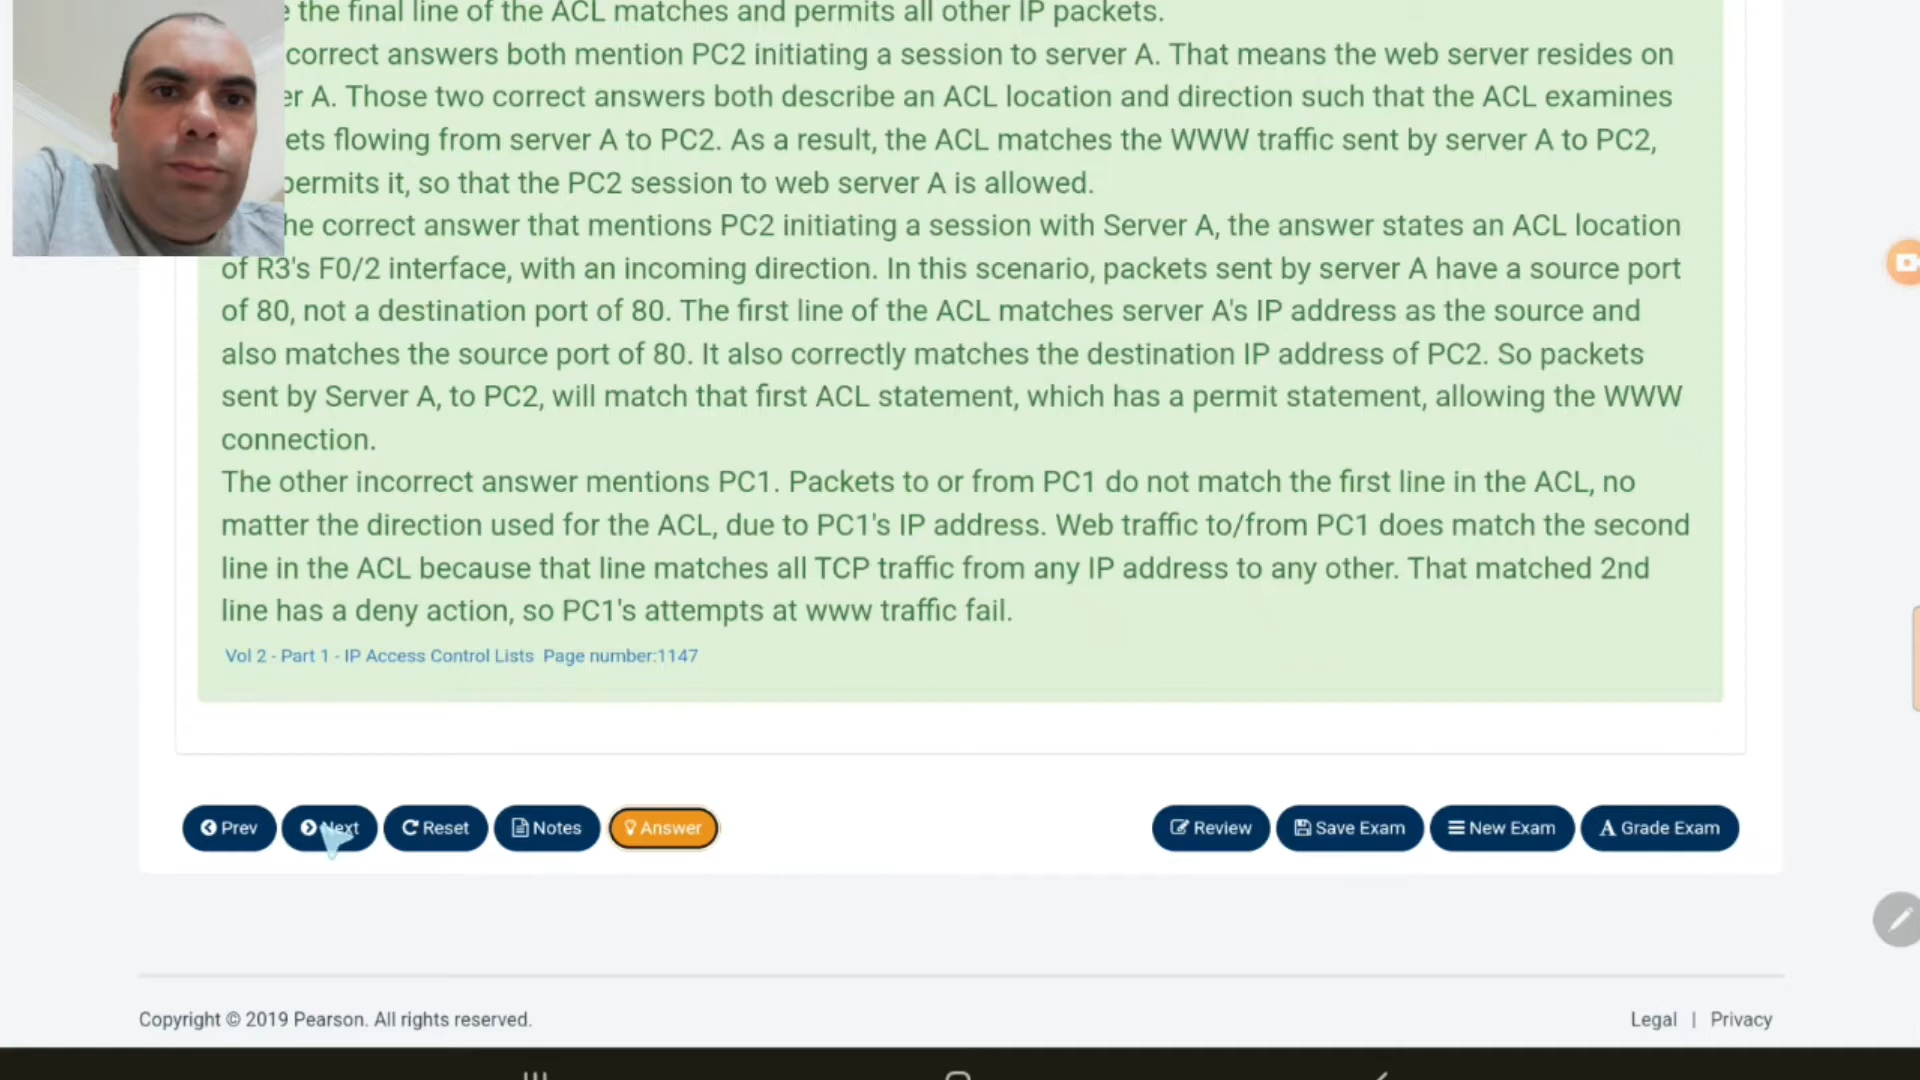 the final line of the ACL matches and permits all other IP packets.
correct answers both mention PC2 initiating a session to server A. That means the web server resides on
er A. Those two correct answers both describe an ACL location and direction such that the ACL examines
ets flowing from server A to PC2. As a result, the ACL matches the WWW traffic sent by server A to PC2,
permits it, so that the PC2 session to web server A is allowed.
he correct answer that mentions PC2 initiating a session with Server A, the answer states an ACL location
of R3's F0/2 interface, with an incoming direction. In this scenario, packets sent by server A have a source port
of 80, not a destination port of 80. The first line of the ACL matches server A's IP address as the source and
also matches the source port of 80. It also correctly matches the destination IP address of PC2. So packets
sent by Server A, to PC2, will match that first ACL statement, which has a permit statement, allowing the WWW
connection.
The other incorrect answer mentions PC1. Packets to or from PC1 do not match the first line in the ACL, no
matter the direction used for the ACL, due to PC1's IP address. Web traffic to/from PC1 does match the second
line in the ACL because that line matches all TCP traffic from any IP address to any other. That matched 2nd
line has a deny action, so PC1's attempts at www traffic fail.
Vol 2 - Part 1 - IP Access Control Lists Page number:1147
Prev Next Reset Notes Answer Review Save Exam New Exam Grade Exam
Copyright © 2019 Pearson. All rights reserved. Legal | Privacy